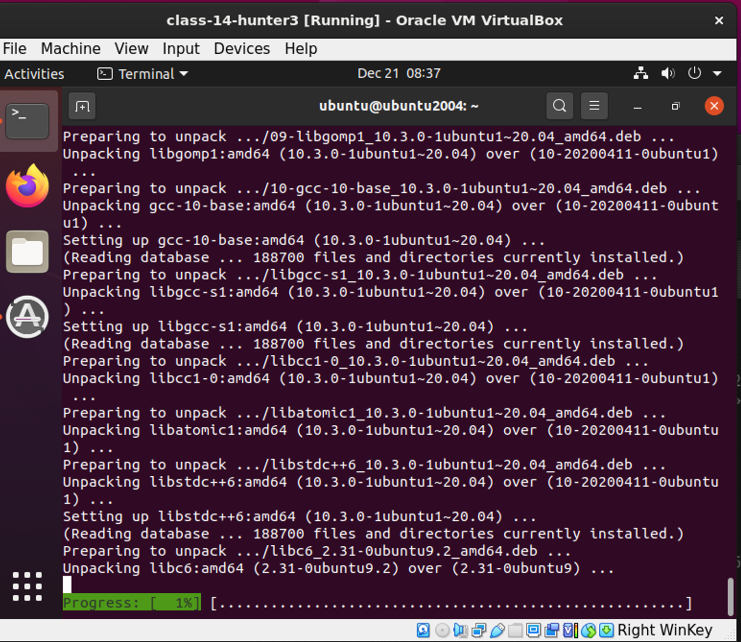 class-14-hunter3 [Running] - Oracle VM VirtualBox
File Machine View Input Devices Help
Activities Terminal Dec 21 08:37
ubuntu@ubuntu2004: ~
Preparing to unpack .../09-libgomp1_10.3.0-1ubuntu1~20.04_amd64.deb ...
Unpacking libgomp1:amd64 (10.3.0-1ubuntu1~20.04) over (10-20200411-0ubuntu1)
...
Preparing to unpack .../10-gcc-10-base_10.3.0-1ubuntu1~20.04_amd64.deb ...
Unpacking gcc-10-base:amd64 (10.3.0-1ubuntu1~20.04) over (10-20200411-0ubunt
u1) ...
Setting up gcc-10-base:amd64 (10.3.0-1ubuntu1~20.04) ...
(Reading database ... 188700 files and directories currently installed.)
Preparing to unpack .../libgcc-s1_10.3.0-1ubuntu1~20.04_amd64.deb ...
Unpacking libgcc-s1:amd64 (10.3.0-1ubuntu1~20.04) over (10-20200411-0ubuntu1
) ...
Setting up libgcc-s1:amd64 (10.3.0-1ubuntu1~20.04) ...
(Reading database ... 188700 files and directories currently installed.)
Preparing to unpack .../libcc1-0_10.3.0-1ubuntu1~20.04_amd64.deb ...
Unpacking libcc1-0:amd64 (10.3.0-1ubuntu1~20.04) over (10-20200411-0ubuntu1)
...
Preparing to unpack .../libatomic1_10.3.0-1ubuntu1~20.04_amd64.deb ...
Unpacking libatomic1:amd64 (10.3.0-1ubuntu1~20.04) over (10-20200411-0ubuntu
1) ...
Preparing to unpack .../libstdc++6_10.3.0-1ubuntu1~20.04_amd64.deb ...
Unpacking libstdc++6:amd64 (10.3.0-1ubuntu1~20.04) over (10-20200411-0ubuntu
1) ...
Setting up libstdc++6:amd64 (10.3.0-1ubuntu1~20.04) ...
(Reading database ... 188700 files and directories currently installed.)
Preparing to unpack .../libc6_2.31-0ubuntu9.2_amd64.deb ...
Unpacking libc6:amd64 (2.31-0ubuntu9.2) over (2.31-0ubuntu9) ...
Progress: [  1%] [......................................................]
Right WinKey